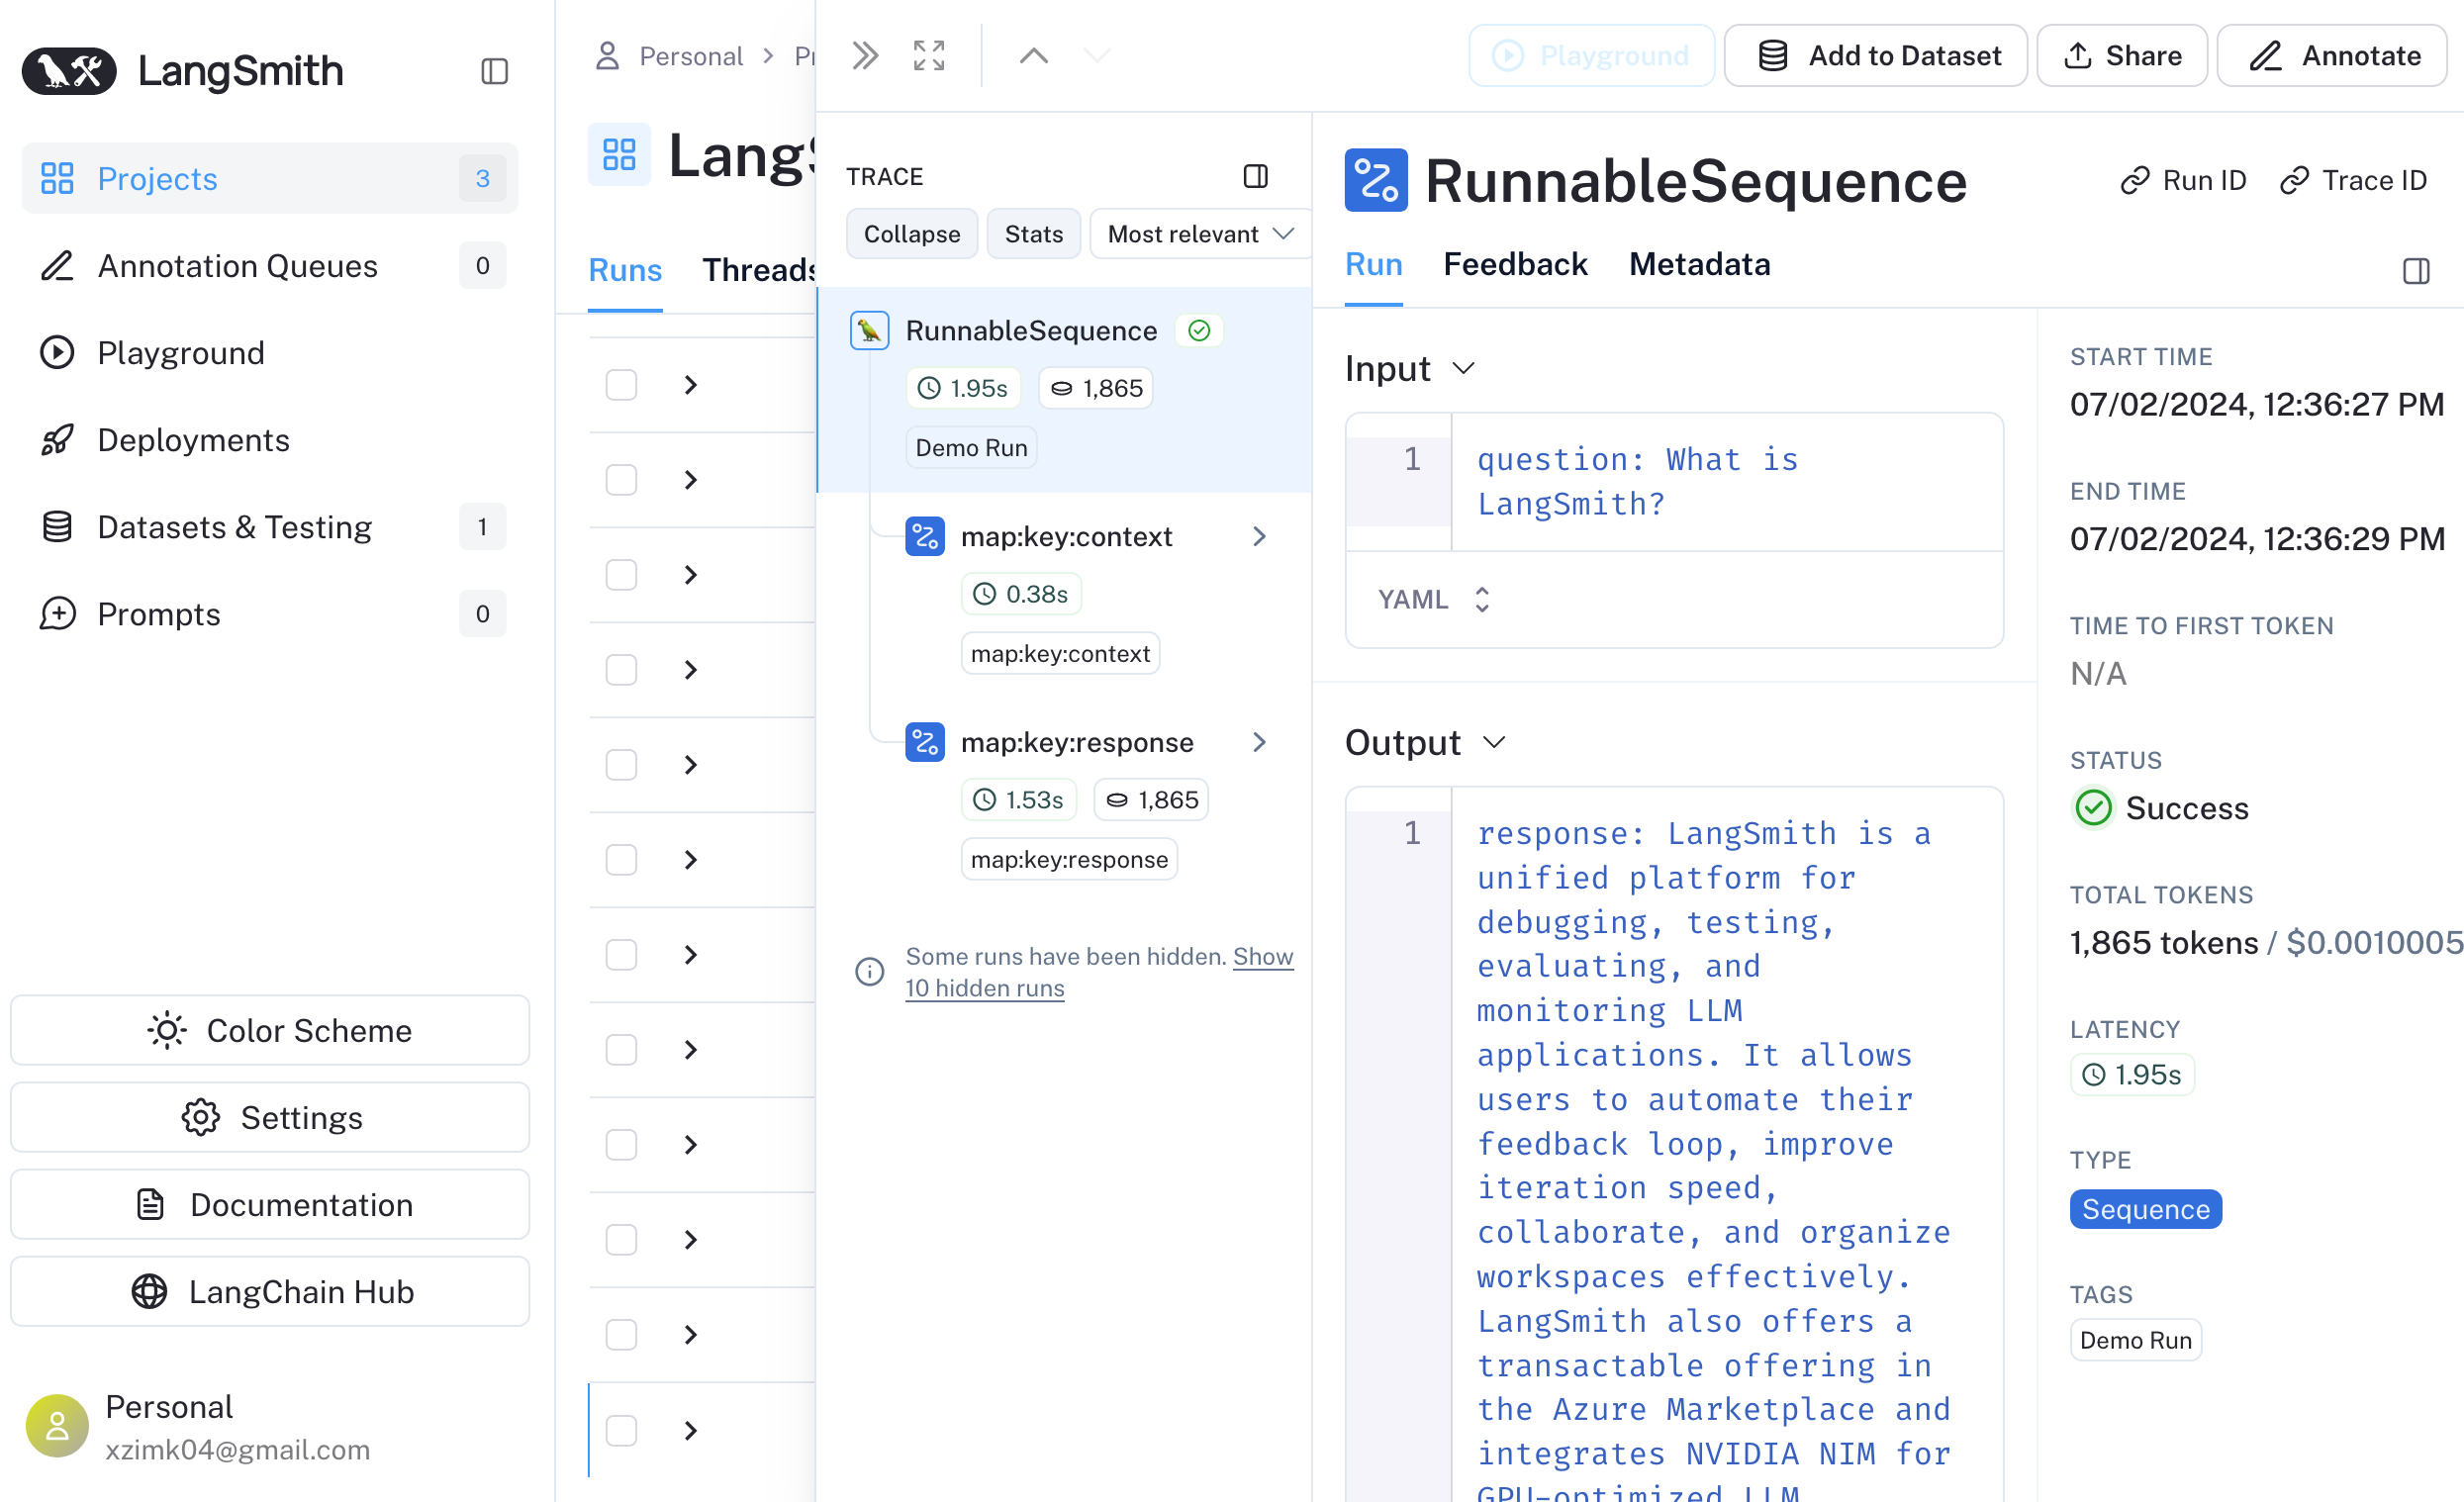 LangSmith
Projects
3
Annotation Queues
0
Playground
Deployments
Datasets & Testing
1
Prompts
0
Color Scheme
Settings
Documentation
LangChain Hub
Personal
xzimk04@gmail.com
Personal
Runs
Threads
Playground
Add to Dataset
Share
Annotate
TRACE
Collapse
Stats
Most relevant
RunnableSequence
1.95s
1,865
Demo Run
map:key:context
0.38s
map:key:context
map:key:response
1.53s
1,865
map:key:response
Some runs have been hidden. Show
10 hidden runs
RunnableSequence
Run ID
Trace ID
Run
Feedback
Metadata
Input
1
question: What is
LangSmith?
YAML
Output
1
response: LangSmith is a
unified platform for
debugging, testing,
evaluating, and
monitoring LLM
applications. It allows
users to automate their
feedback loop, improve
iteration speed,
collaborate, and organize
workspaces effectively.
LangSmith also offers a
transactable offering in
the Azure Marketplace and
integrates NVIDIA NIM for
GPU-optimized LLM
START TIME
07/02/2024, 12:36:27 PM
END TIME
07/02/2024, 12:36:29 PM
TIME TO FIRST TOKEN
N/A
STATUS
Success
TOTAL TOKENS
1,865 tokens / $0.0010005
LATENCY
1.95s
TYPE
Sequence
TAGS
Demo Run